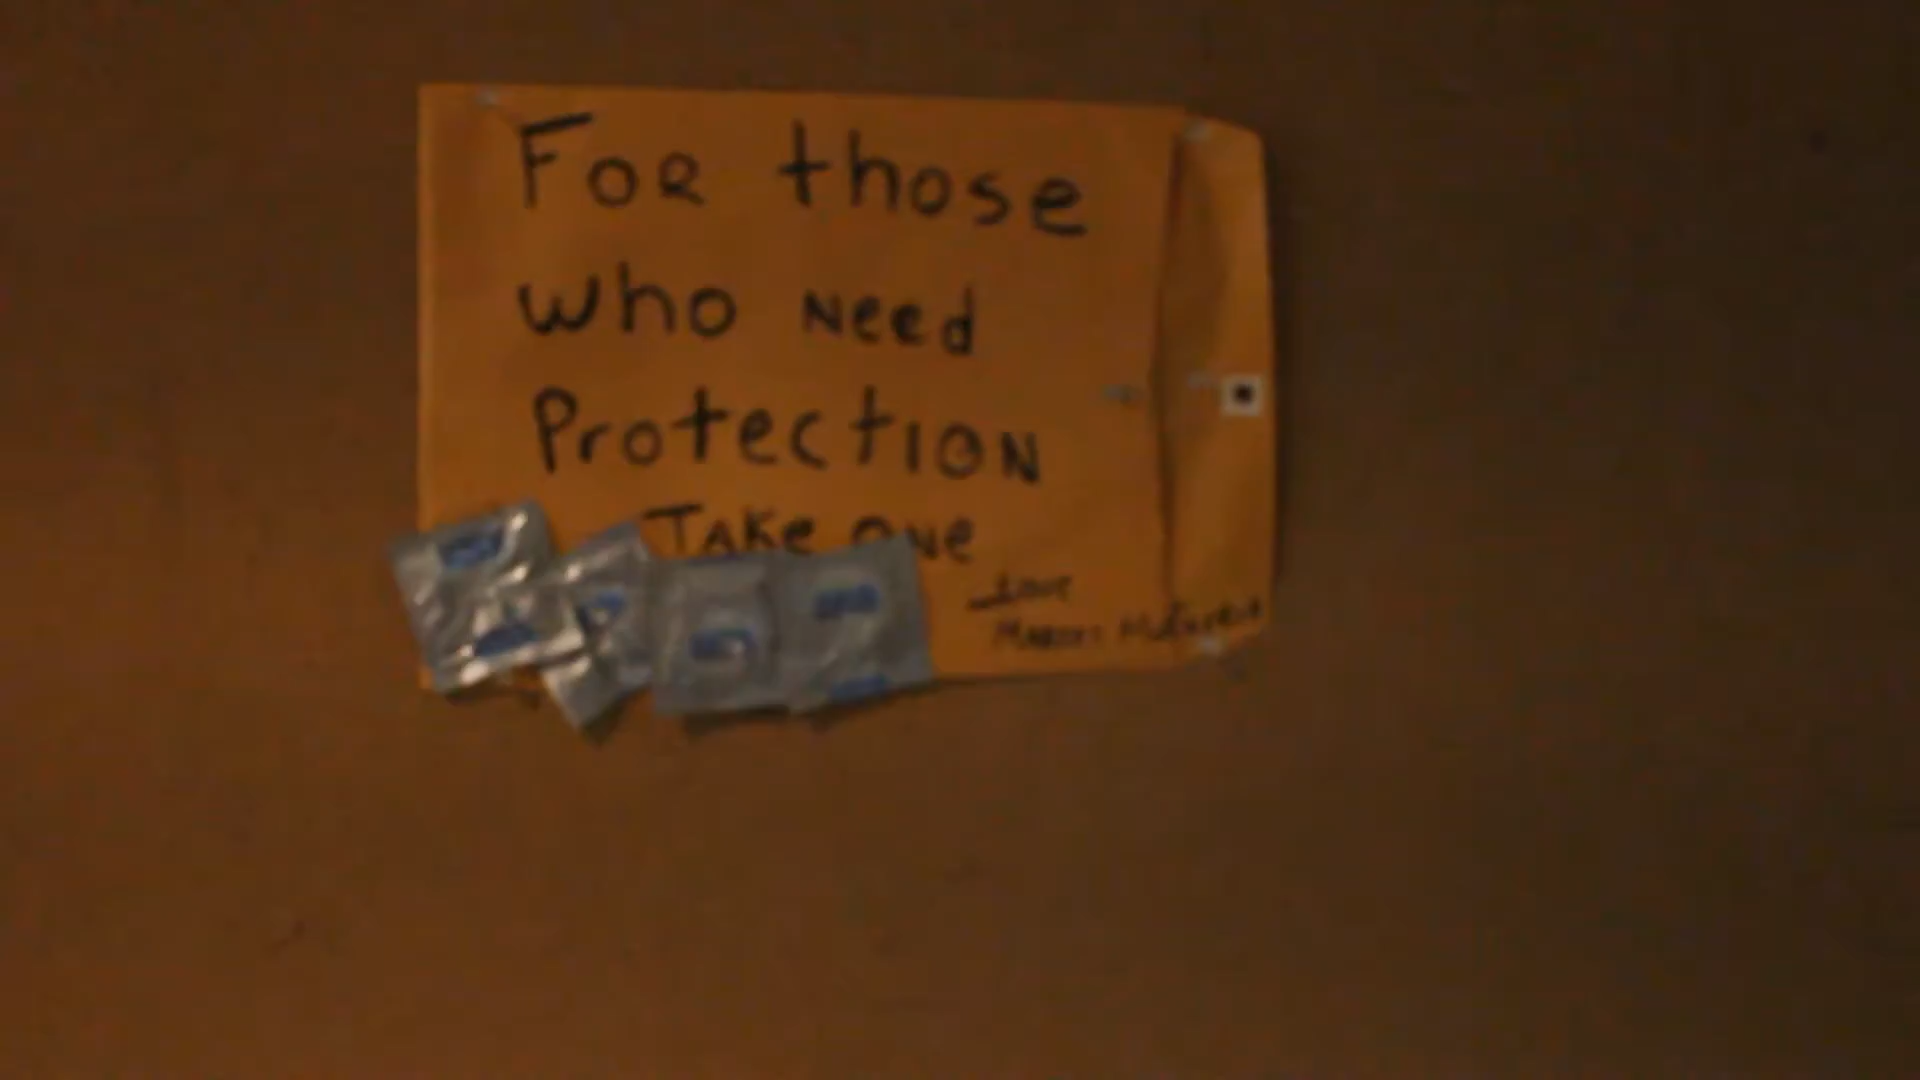 FOR those
who Need
ProtectION
TAKe ONe
Love